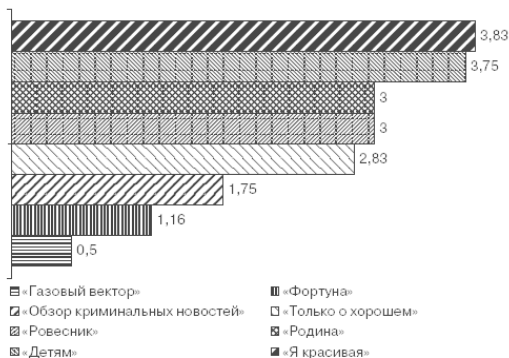 3,83
3,75
3
3
2,83
1,75
1,16
0,5
«Газовый вектор»
«Фортуна»
«Обзор криминальных новостей»
«Только о хорошем»
«Ровесник»
«Родина»
«Детям»
«Я красивая»